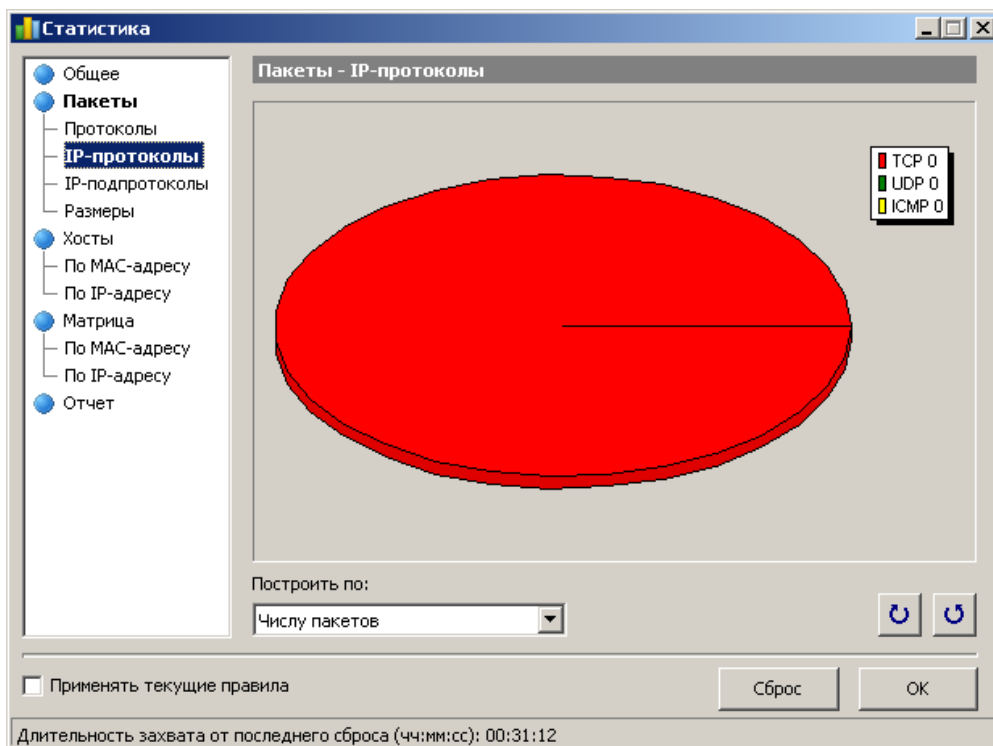 Статистика
Общее
Пакеты
Протоколы
IP-протоколы
IP-подпротоколы
Размеры
Хосты
По MAC-адресу
По IP-адресу
Матрица
По MAC-адресу
По IP-адресу
Отчет
Пакеты - IP-протоколы
TCP 0
UDP 0
ICMP 0
Построить по:
Числу пакетов
Применять текущие правила
Сброс
OK
Длительность захвата от последнего сброса (чч:мм:сс): 00:31:12